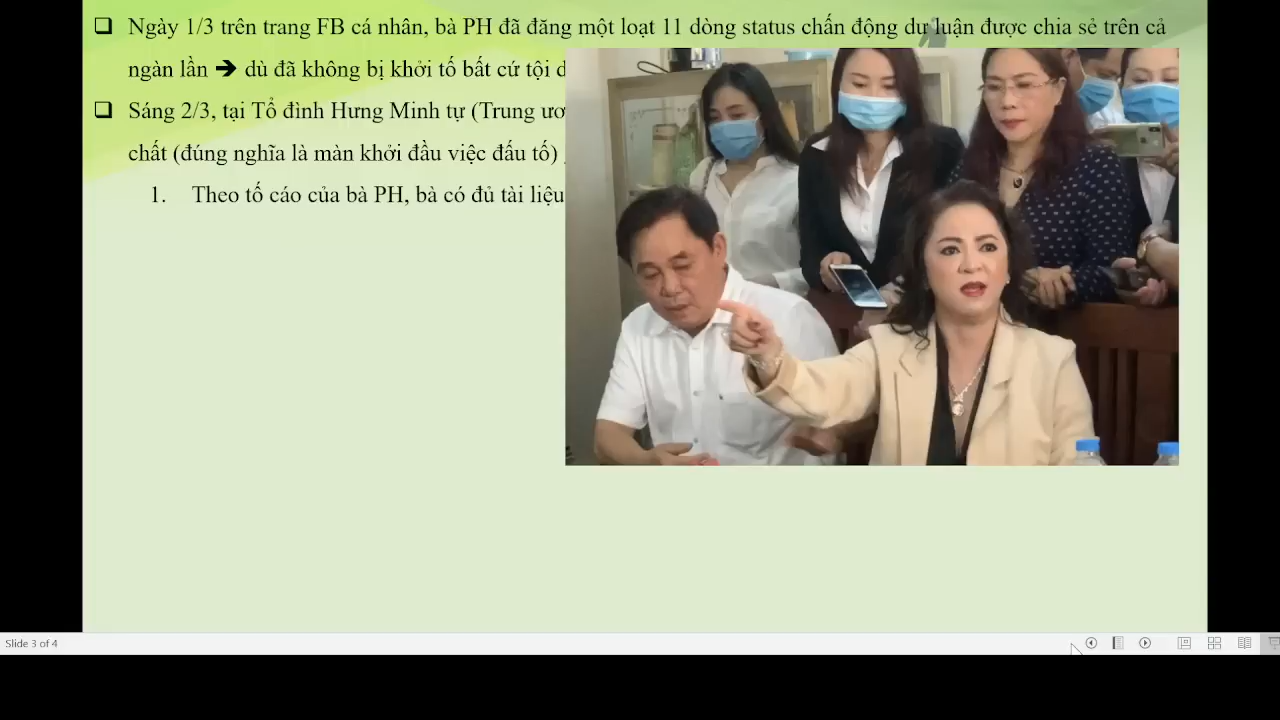 Ngày 1/3 trên trang FB cá nhân, bà PH đã đăng một loạt 11 dòng status chấn động dư luận được chia sẻ trên cả
ngàn lần ➔ dù đã không bị khởi tố bất cứ tội
Sáng 2/3, tại Tổ đình Hưng Minh tự (Trung
chất (đúng nghĩa là màn khởi đầu việc đấu tố)
1. Theo tố cáo của bà PH, bà có đủ tài liệu
Slide 3 of 4